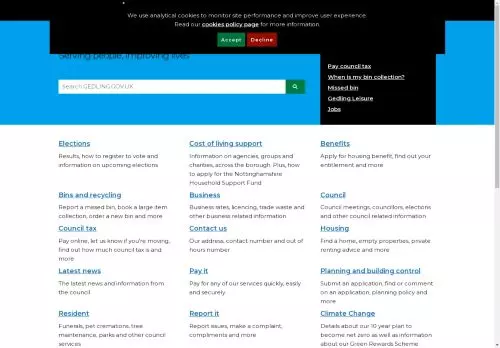 We use analytical cookies to monitor site performance and improve user experience.
Read our cookies policy page for more information.
Accept Decline
Serving people, improving lives
search GEDLING.GOV.UK
Pay council tax
When is my bin collection?
Missed bin
Gedling Leisure
Jobs
Elections
Results, how to register to vote and
information on upcoming elections
Cost of living support
Information on agencies, groups and
charities, across the borough. Plus, how
to apply for the Nottinghamshire
Household Support Fund
Benefits
Apply for housing benefit, find out your
entitlement and more
Bins and recycling
Report a missed bin, book a large item
collection, order a new bin and more
Business
Business rates, licencing, trade waste and
other business related information
Council
Council meetings, councillors, elections
and other council related information
Council tax
Pay online, let us know if you're moving,
find out how much council tax is and
more
Contact us
Our address, contact number and out of
hours number
Housing
Find a home, empty properties, private
renting advice and more
Latest news
The latest news and information from
the council
Pay it
Pay for any of our services quickly, easily
and securely
Planning and building control
Submit an application, find or comment
on an application, planning policy and
more
Resident
Funerals, pet cremations, tree
maintenance, parks and other council
services
Report it
Report issues, make a complaint,
compliments and more
Climate Change
Details about our 10 year plan to
become net zero as well as information
about our Green Rewards Scheme